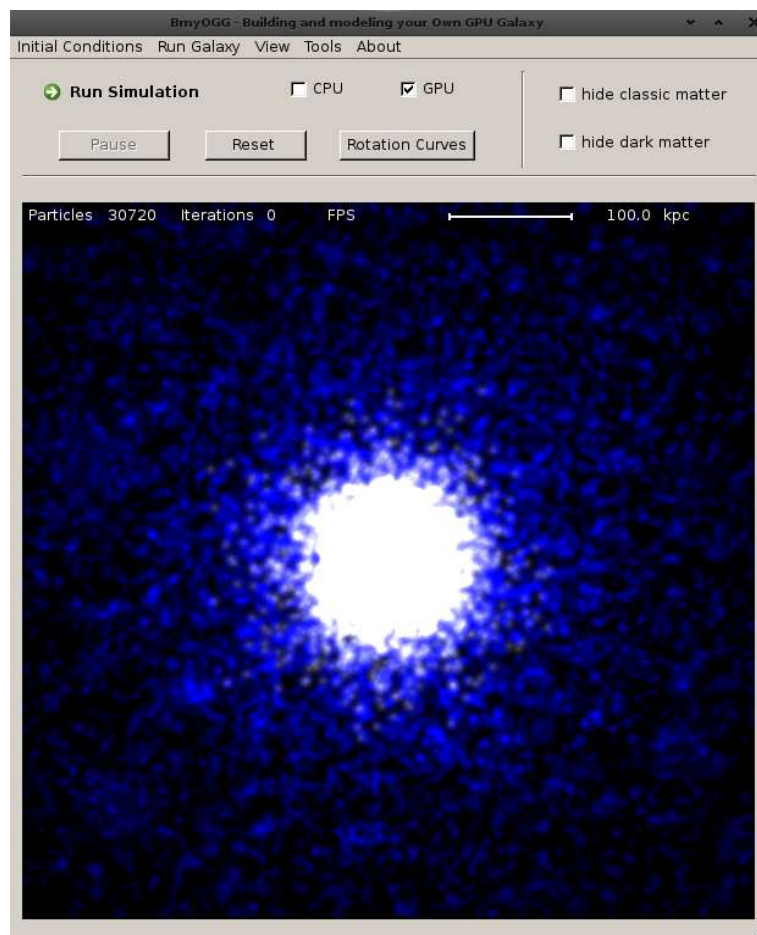 BmyOGG - Building and modeling your Own GPU Galaxy
Initial Conditions Run Galaxy View Tools About
Run Simulation CPU GPU hide classic matter
Pause Reset Rotation Curves hide dark matter
Particles 30720 Iterations 0 FPS 100.0 kpc